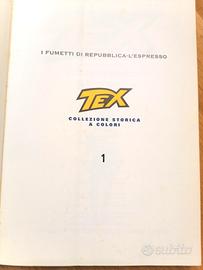 I FUMETTI DI REPUBBLICA-L'ESPRESSO
TEX
COLLEZIONE STORICA
A COLORI
1
subito